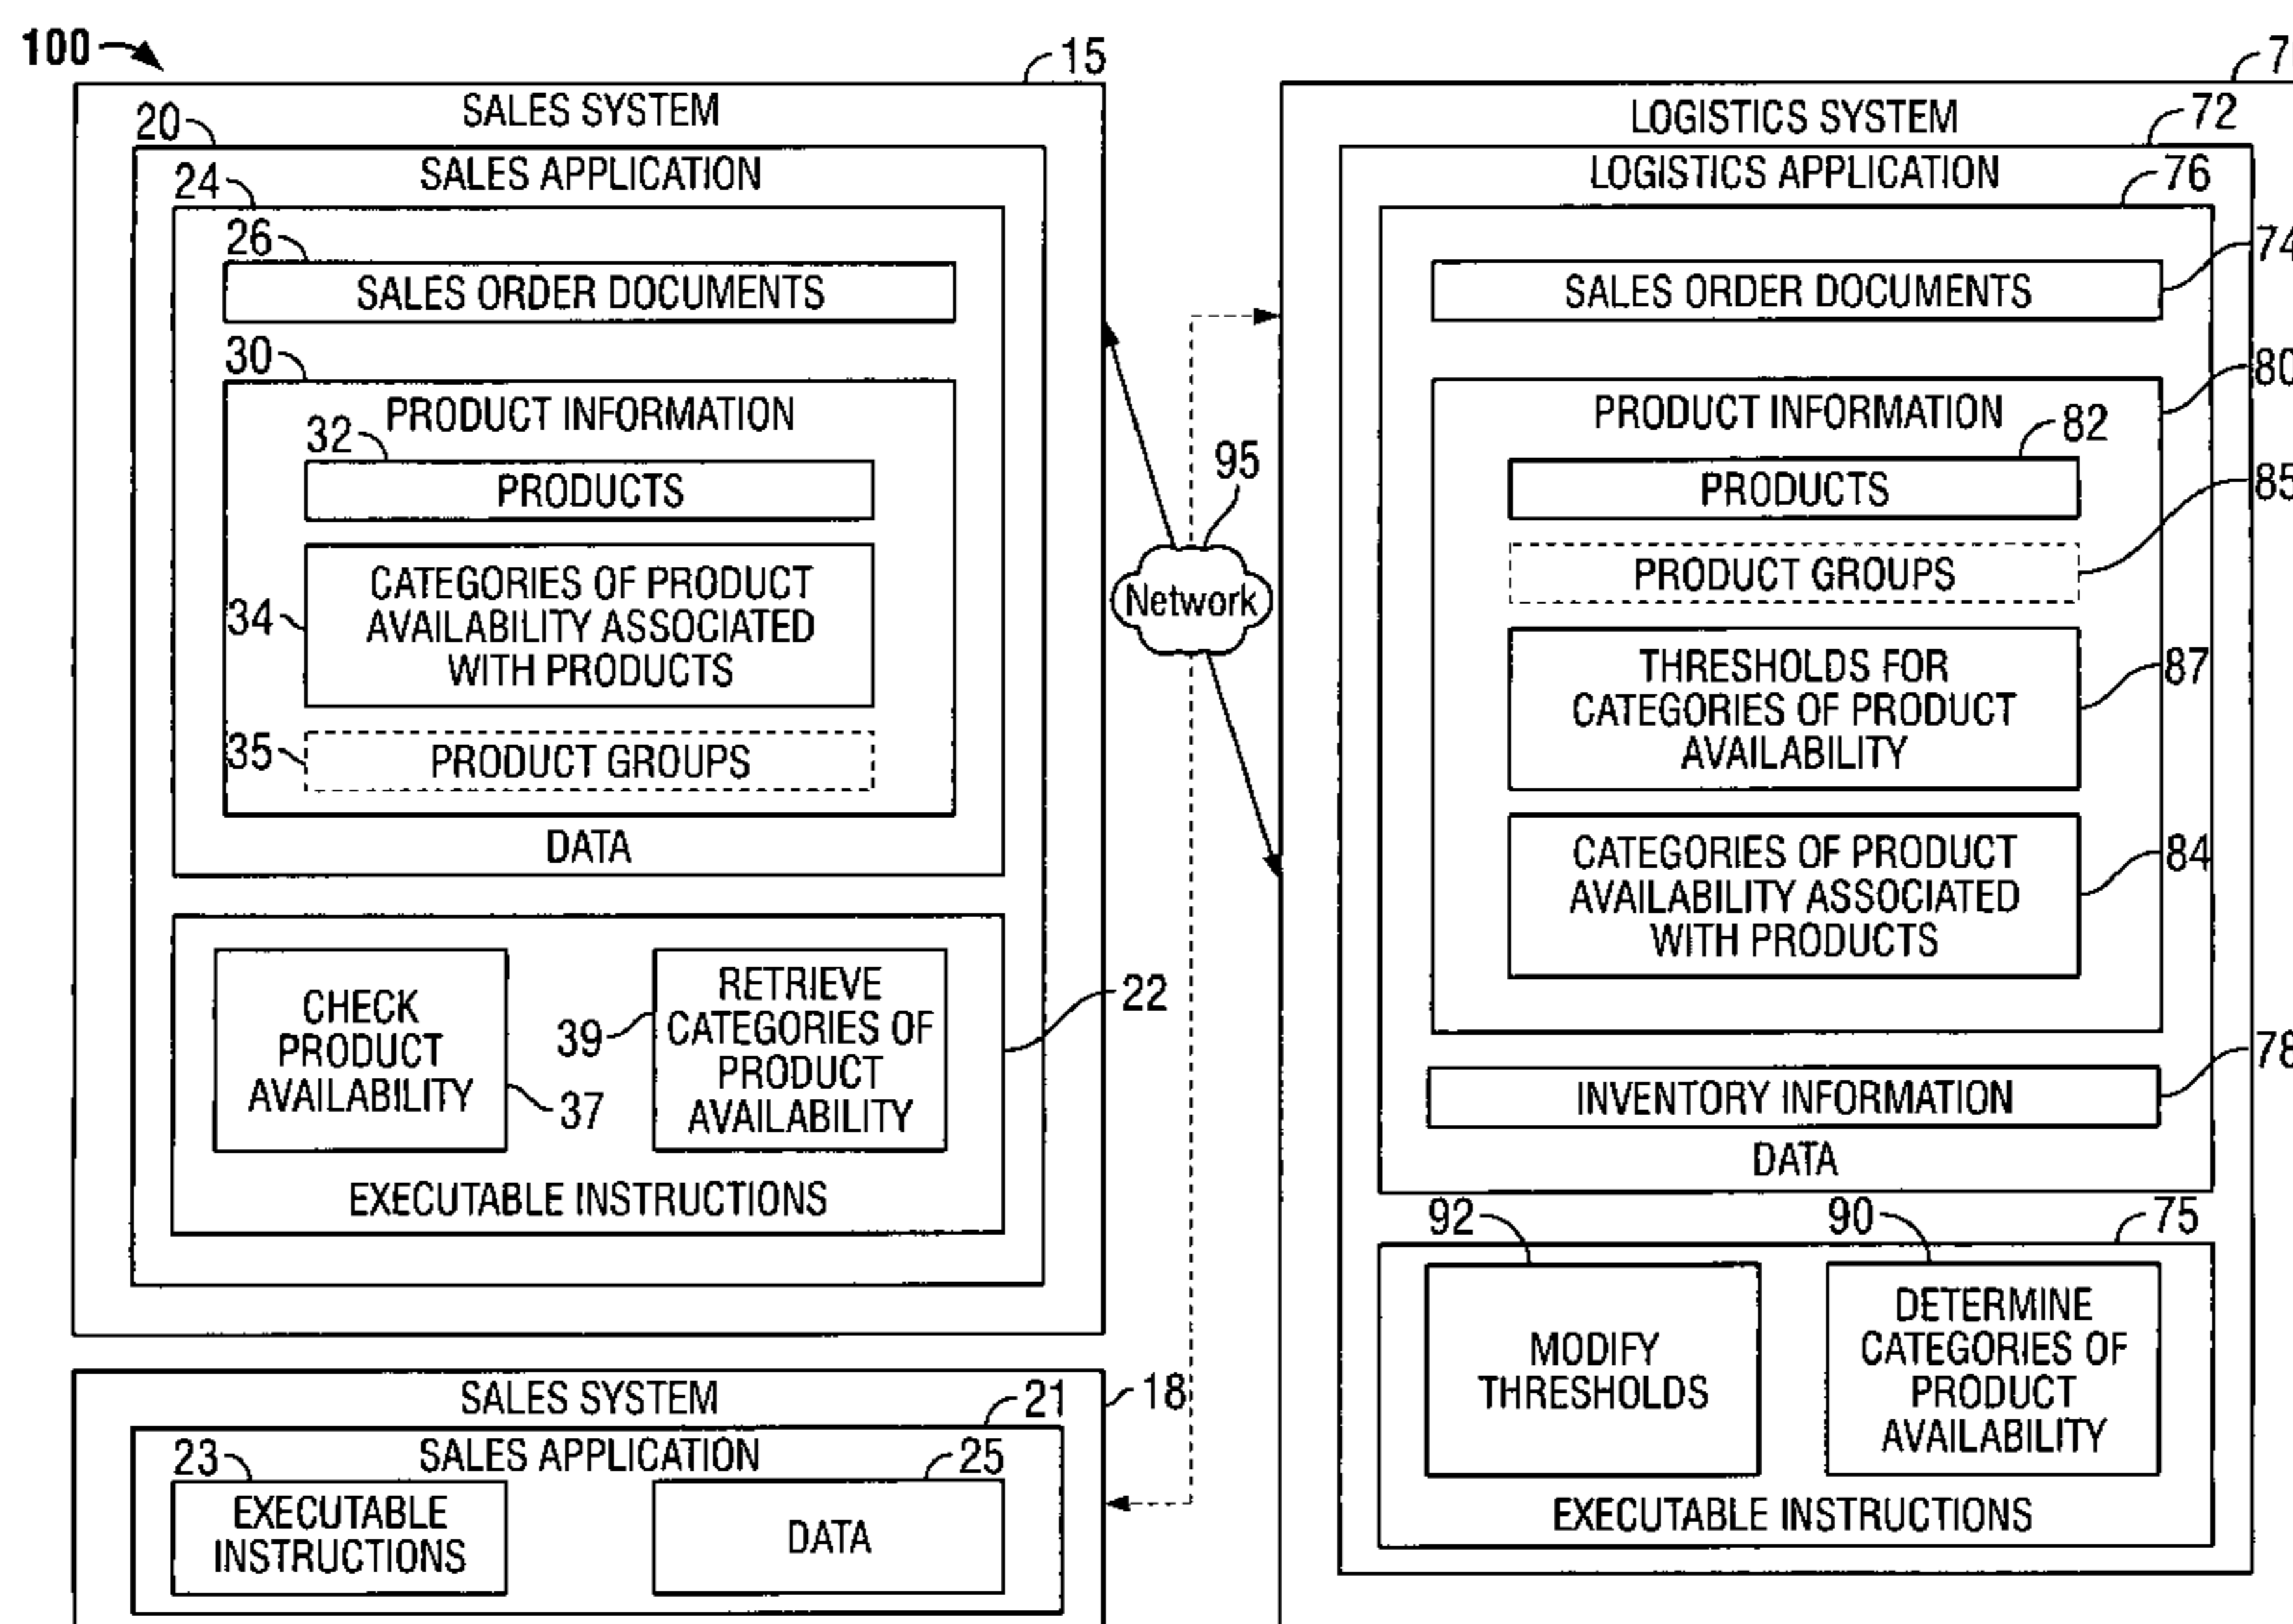 100
15
SALES SYSTEM
20
SALES APPLICATION
24
26
SALES ORDER DOCUMENTS
30
PRODUCT INFORMATION
32
PRODUCTS
34
CATEGORIES OF PRODUCT
AVAILABILITY ASSOCIATED
WITH PRODUCTS
35
PRODUCT GROUPS
DATA
CHECK
PRODUCT
AVAILABILITY
37
39
RETRIEVE
CATEGORIES OF
PRODUCT
AVAILABILITY
22
EXECUTABLE INSTRUCTIONS
SALES SYSTEM
18
21
SALES APPLICATION
23
EXECUTABLE
INSTRUCTIONS
25
DATA
95
Network
LOGISTICS SYSTEM
72
LOGISTICS APPLICATION
76
74
SALES ORDER DOCUMENTS
80
PRODUCT INFORMATION
82
PRODUCTS
85
PRODUCT GROUPS
THRESHOLDS FOR
CATEGORIES OF PRODUCT
AVAILABILITY
87
CATEGORIES OF PRODUCT
AVAILABILITY ASSOCIATED
WITH PRODUCTS
84
78
INVENTORY INFORMATION
DATA
92
90
75
MODIFY
THRESHOLDS
DETERMINE
CATEGORIES OF
PRODUCT
AVAILABILITY
EXECUTABLE INSTRUCTIONS